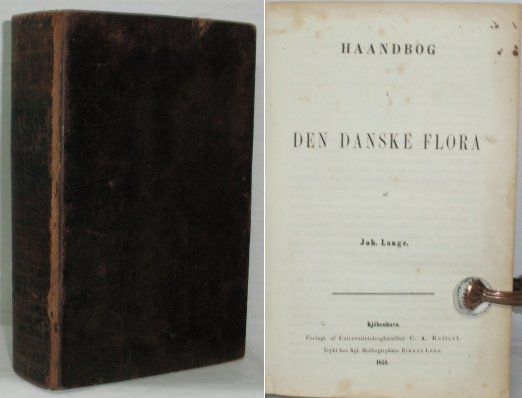 HAANDBOG
i
DEN DANSKE FLORA
af
Joh. Lange.
Kjöbenhavn.
Forlagt af Universitetsboghandler C. A. Reitzel.
Trykt hos Kgl. Hofbogtrykker Bianco Luno.
1851.